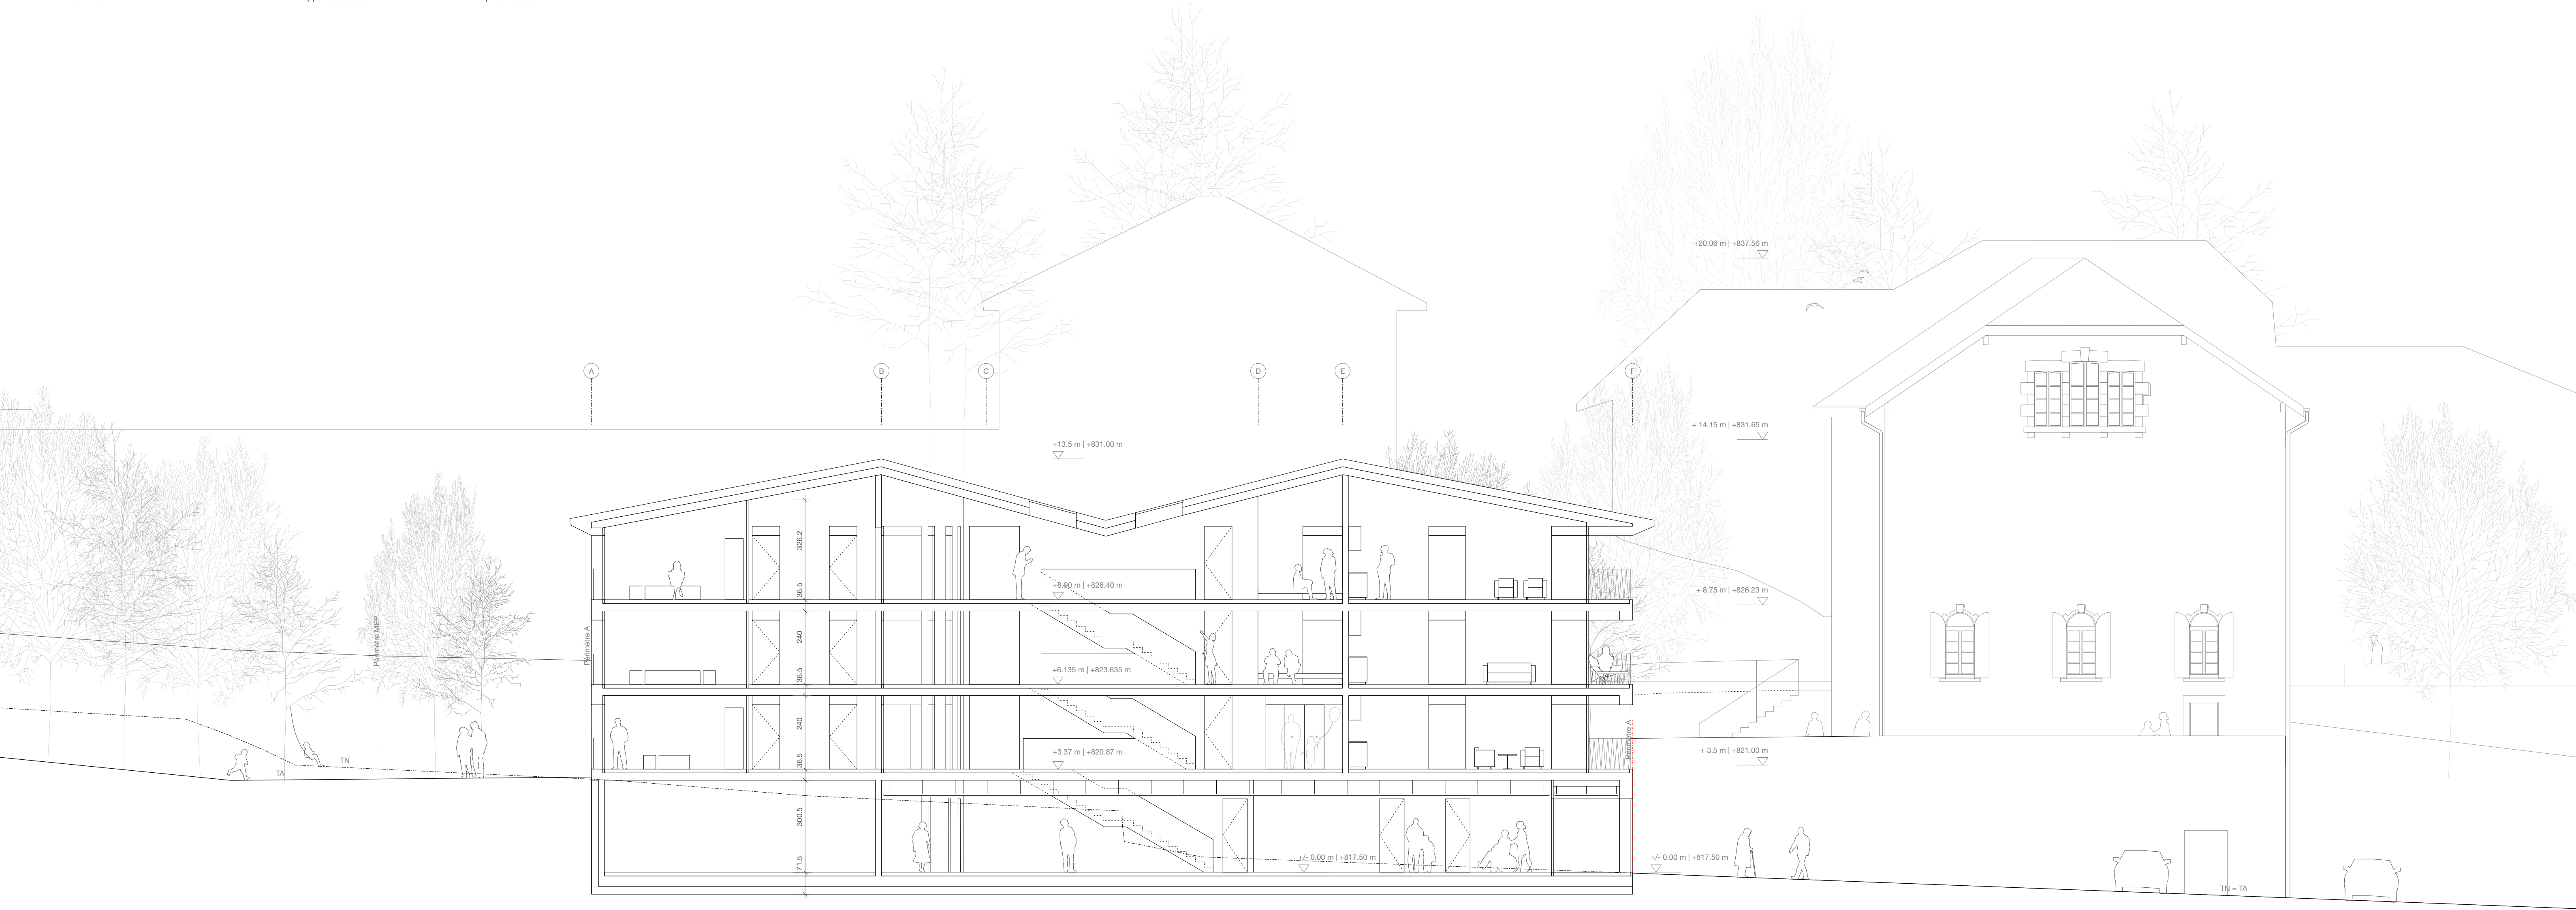 +20.06 m | +837.56 m
A
B
C
D
E
F
+13.5 m | +831.00 m
+ 14.15 m | +831.65 m
326.2
36.5
+8.90 m | +826.40 m
+ 8.75 m | +826.23 m
Périmètre MEP
Périmètre A
240
36.5
+6.135 m | +823.635 m
240
36.5
+3.37 m | +820.87 m
Périmètre A
+ 3.5 m | +821.00 m
TN
TA
300.5
71.5
+/- 0.00 m | +817.50 m
+/- 0.00 m | +817.50 m
TN = TA